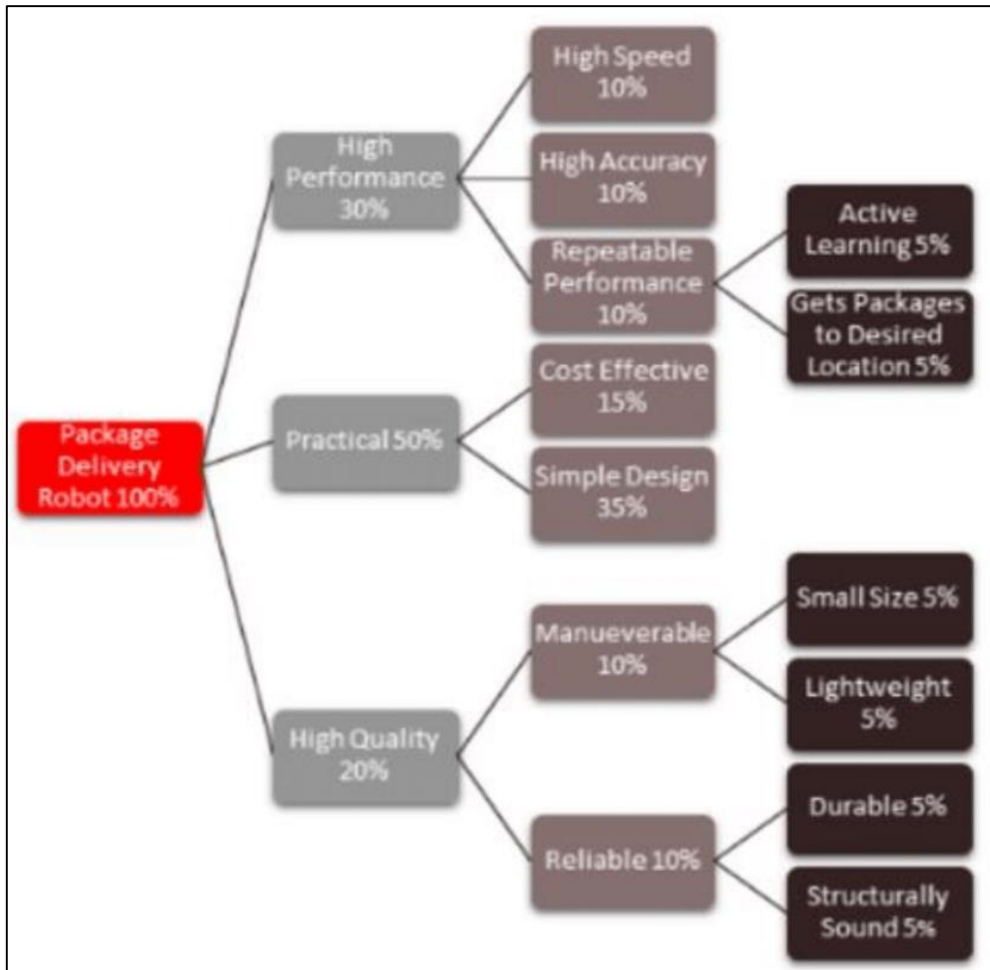 Package
Delivery
Robot 100%
High
Performance
30%
High Speed
10%
High Accuracy
10%
Repeatable
Performance
10%
Active
Learning 5%
Gets Packages
to Desired
Location 5%
Practical 50%
Cost Effective
15%
Simple Design
35%
High Quality
20%
Manueverable
10%
Small Size 5%
Lightweight
5%
Reliable 10%
Durable 5%
Structurally
Sound 5%